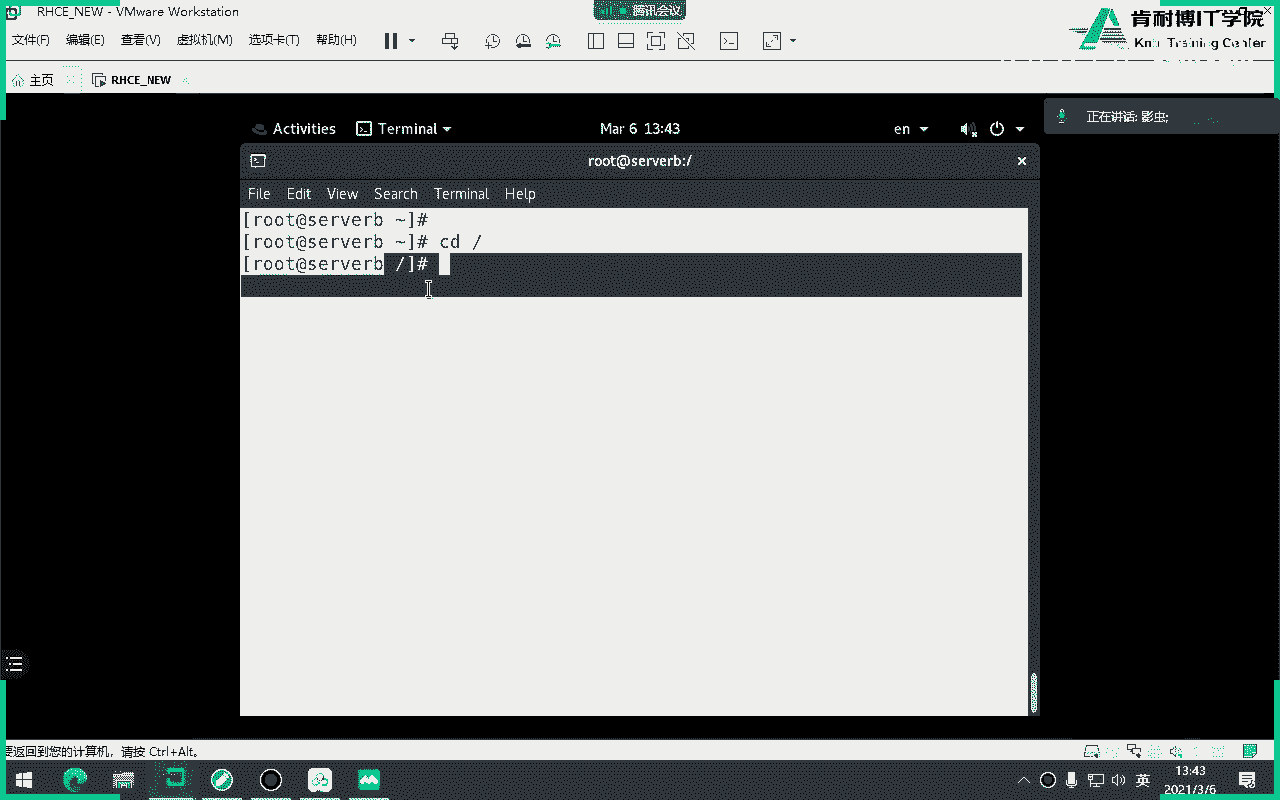 RHCE_NEW - VMware Workstation
腾讯会议
肯耐博IT学院
Training Center
文件(F) 编辑(E) 查看(V) 虚拟机(M) 选项卡(T) 帮助(H)
主页 RHCE_NEW
正在讲话: 影虫;
Activities Terminal Mar 6 13:43 en
root@serverb:/
File Edit View Search Terminal Help
[root@serverb ~]#
[root@serverb ~]# cd /
[root@serverb /]#
要返回到您的计算机，请按 Ctrl+Alt。
英
13:43
2021/3/6